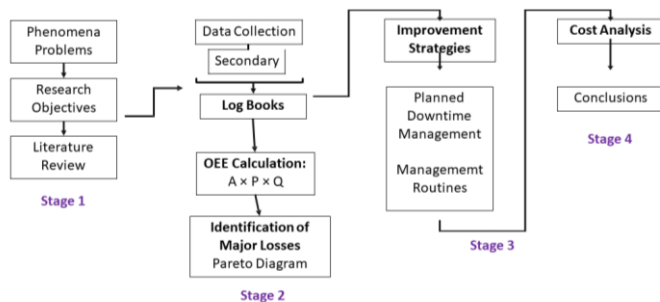 Phenomena
Problems
Research
Objectives
Literature
Review
Stage 1
Data Collection
Secondary
Log Books
OEE Calculation:
A × P × Q
Identification of
Major Losses
Pareto Diagram
Stage 2
Improvement
Strategies
Planned
Downtime
Management
Managememt
Routines
Stage 3
Cost Analysis
Conclusions
Stage 4